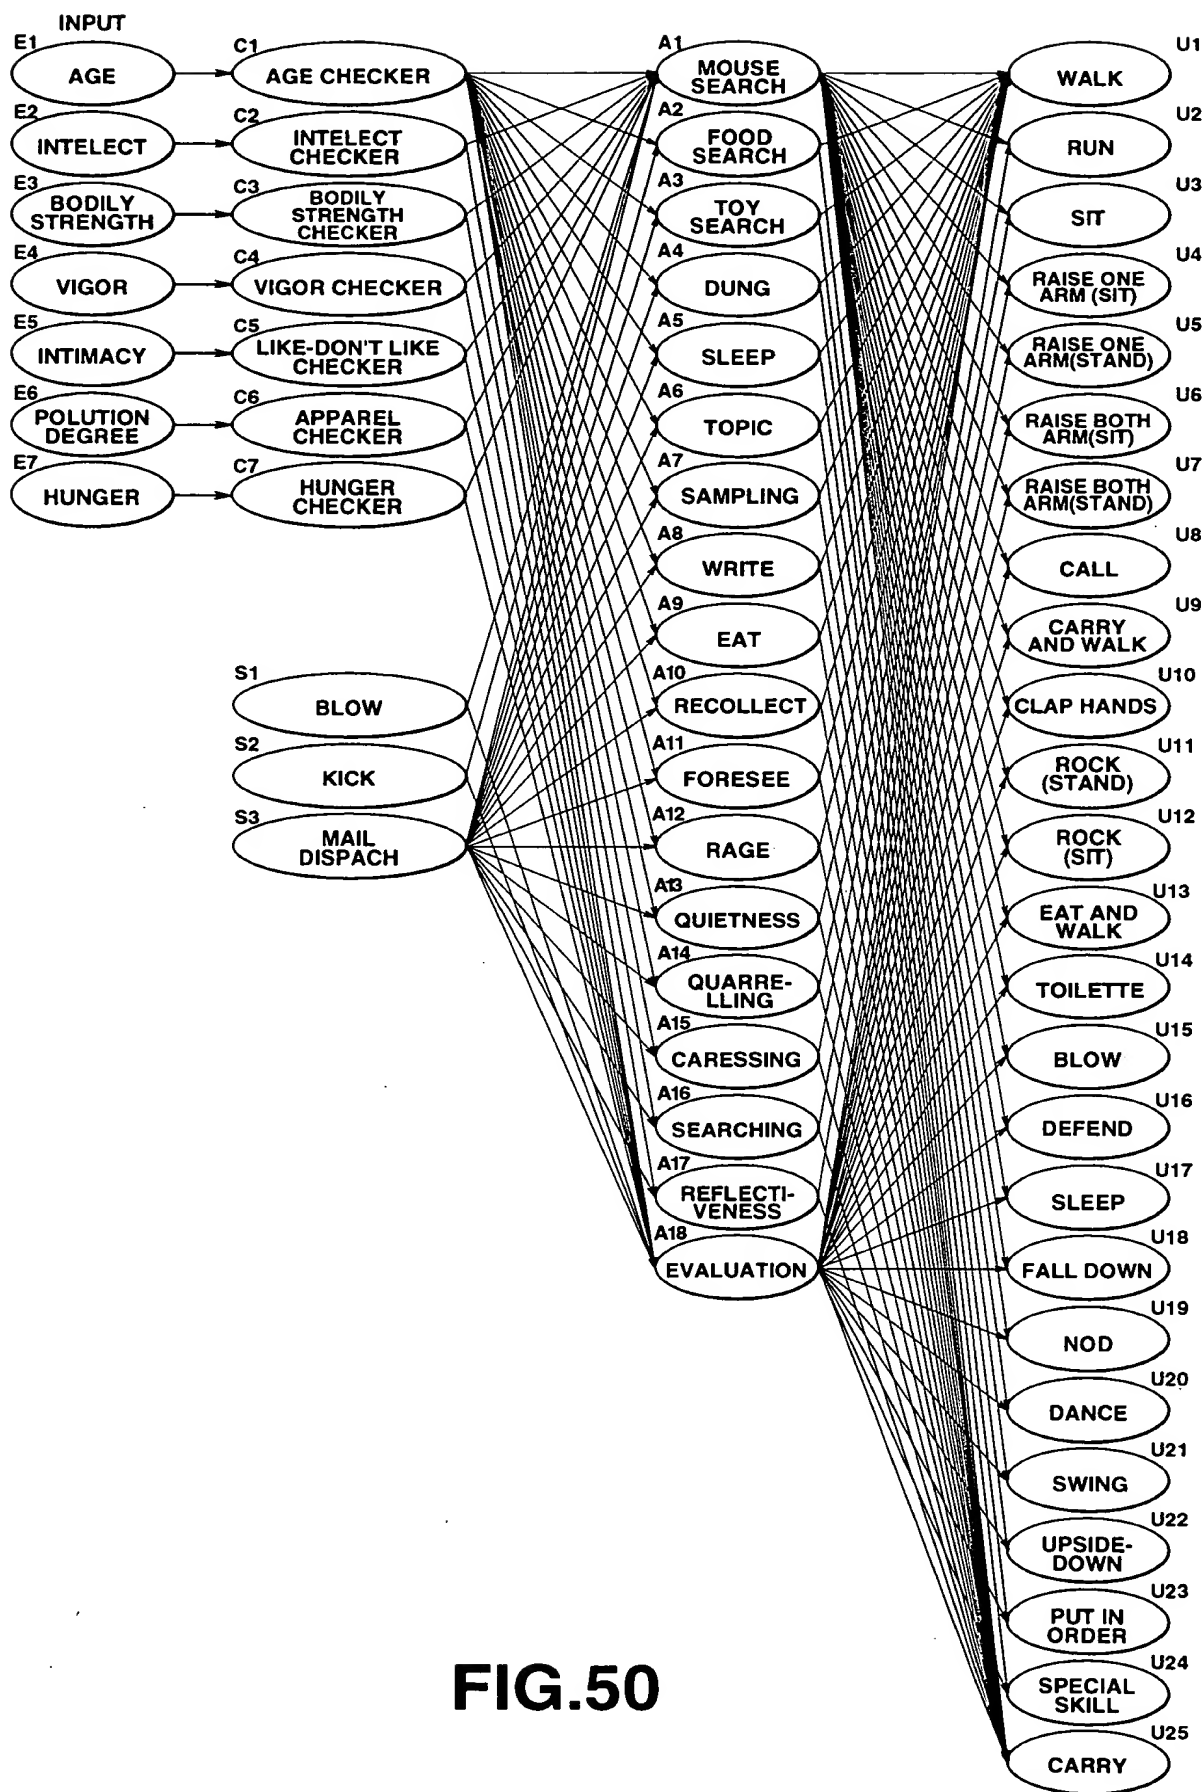 INPUT
E1
AGE
E2
INTELECT
E3
BODILY
STRENGTH
E4
VIGOR
E5
INTIMACY
E6
POLUTION
DEGREE
E7
HUNGER
C1
AGE CHECKER
C2
INTELECT
CHECKER
C3
BODILY
STRENGTH
CHECKER
C4
VIGOR CHECKER
C5
LIKE-DON'T LIKE
CHECKER
C6
APPAREL
CHECKER
C7
HUNGER
CHECKER
S1
BLOW
S2
KICK
S3
MAIL
DISPACH
A1
MOUSE
SEARCH
A2
FOOD
SEARCH
A3
TOY
SEARCH
A4
DUNG
A5
SLEEP
A6
TOPIC
A7
SAMPLING
A8
WRITE
A9
EAT
A10
RECOLLECT
A11
FORESEE
A12
RAGE
A13
QUIETNESS
A14
QUARRE-
LLING
A15
CARESSING
A16
SEARCHING
A17
REFLECTI-
VENESS
A18
EVALUATION
U1
WALK
U2
RUN
U3
SIT
U4
RAISE ONE
ARM (SIT)
U5
RAISE ONE
ARM(STAND)
U6
RAISE BOTH
ARM(SIT)
U7
RAISE BOTH
ARM(STAND)
U8
CALL
U9
CARRY
AND WALK
U10
CLAP HANDS
U11
ROCK
(STAND)
U12
ROCK
(SIT)
U13
EAT AND
WALK
U14
TOILETTE
U15
BLOW
U16
DEFEND
U17
SLEEP
U18
FALL DOWN
U19
NOD
U20
DANCE
U21
SWING
U22
UPSIDE-
DOWN
U23
PUT IN
ORDER
U24
SPECIAL
SKILL
U25
CARRY
FIG.50